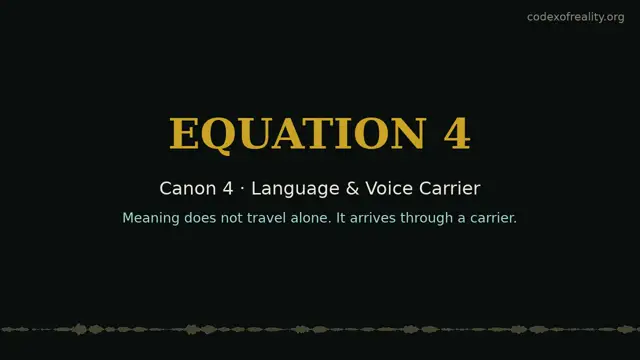 codexofreality.org
EQUATION 4
Canon 4 · Language & Voice Carrier
Meaning does not travel alone. It arrives through a carrier.